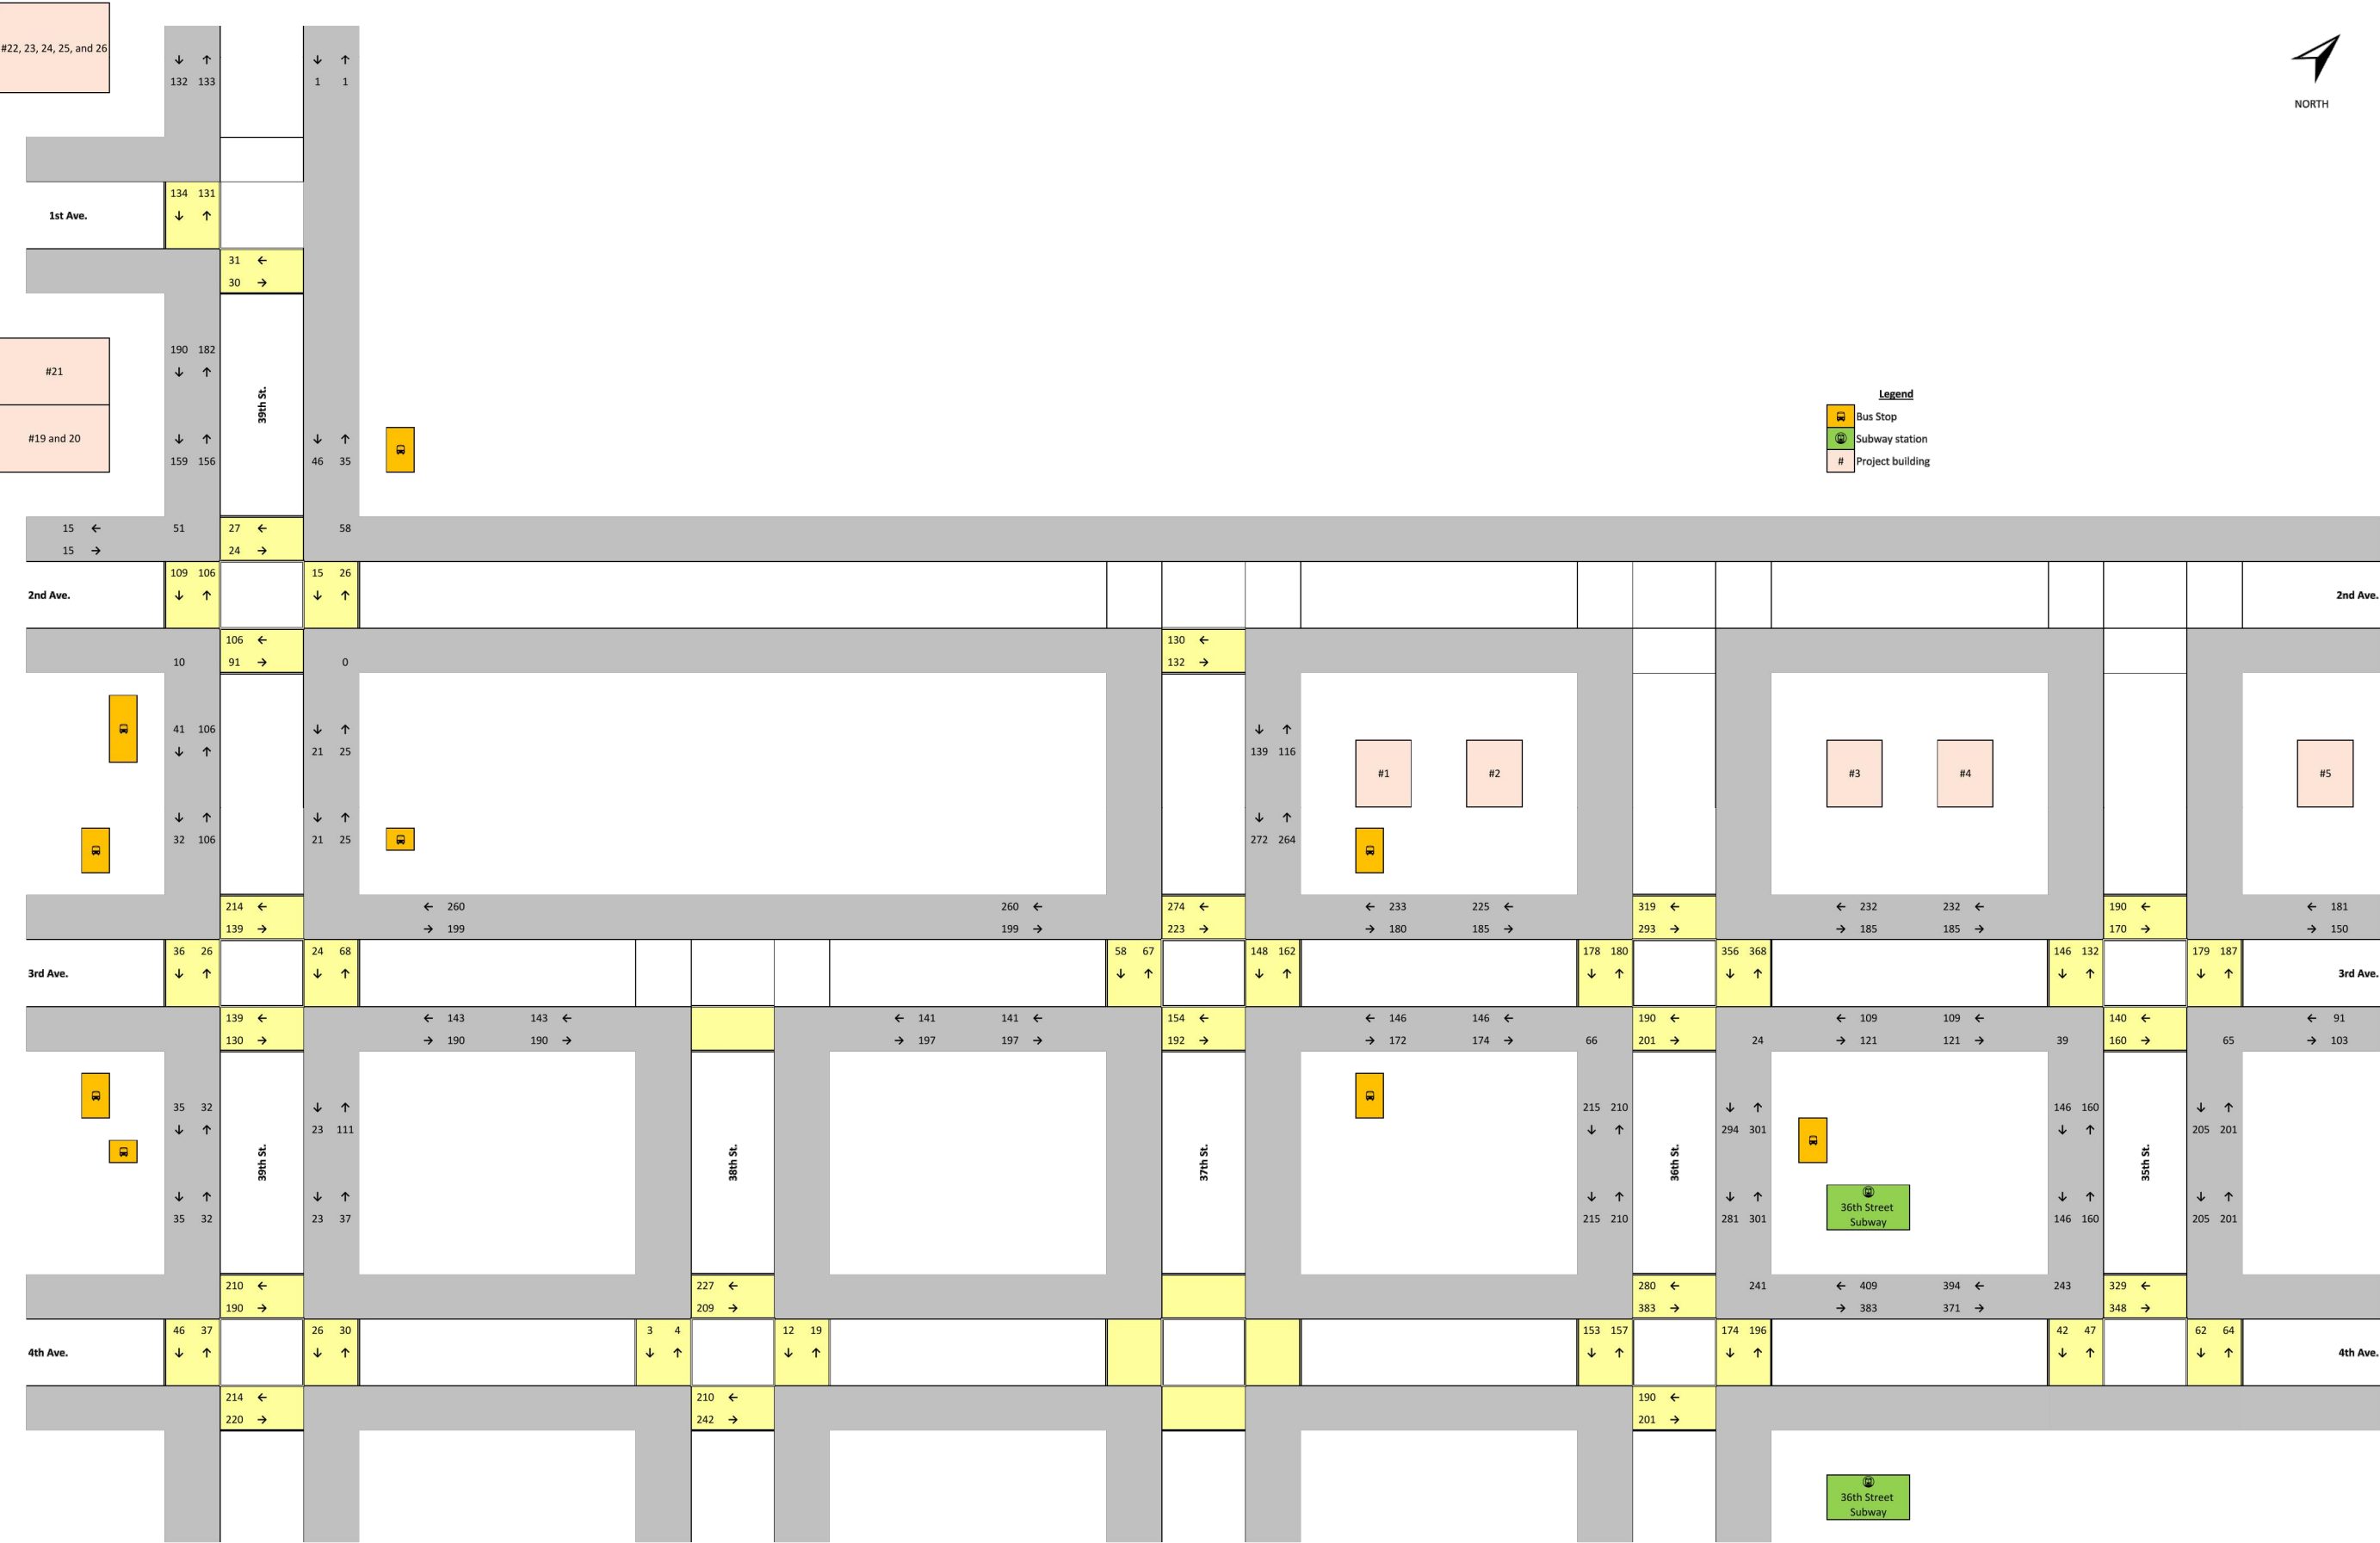 #22, 23, 24, 25, and 26
↓ ↑ ↓ ↑
132 133 1 1
NORTH
134 131
1st Ave. ↓ ↑
31 ←
30 →
190 182
#21 ↓ ↑
39th St.
Legend
Bus Stop
Subway station
# Project building
#19 and 20 ↓ ↑ ↓ ↑
159 156 46 35
15 ← 51 27 ← 58
15 → 24 →
109 106 15 26
2nd Ave. ↓ ↑ ↓ ↑ 2nd Ave.
106 ← 130 ←
10 91 → 0 132 →
41 106 ↓ ↑ ↓ ↑
↓ ↑ 21 25 139 116
#1 #2 #3 #4 #5
↓ ↑ ↓ ↑ ↓ ↑
32 106 21 25 272 264
214 ← ← 260 260 ← 274 ← ← 233 225 ← 319 ← ← 232 232 ← 190 ← ← 181
139 → → 199 199 → 223 → → 180 185 → 293 → → 185 185 → 170 → → 150
36 26 24 68 58 67 148 162 178 180 356 368 146 132 179 187
3rd Ave. ↓ ↑ ↓ ↑ ↓ ↑ ↓ ↑ ↓ ↑ ↓ ↑ ↓ ↑ ↓ ↑ 3rd Ave.
139 ← ← 143 143 ← ← 141 141 ← 154 ← ← 146 146 ← 190 ← ← 109 109 ← 140 ← ← 91
130 → → 190 190 → → 197 197 → 192 → → 172 174 → 66 201 → 24 → 121 121 → 39 160 → 65 → 103
35 32 ↓ ↑ 215 210 ↓ ↑ 146 160 ↓ ↑
↓ ↑ 23 111 ↓ ↑ 294 301 ↓ ↑ 205 201
39th St. 38th St. 37th St. 36th St. 35th St.
↓ ↑ ↓ ↑ ↓ ↑ ↓ ↑ ↓ ↑ ↓ ↑
36th Street
35 32 23 37 215 210 281 301 146 160 205 201
Subway
210 ← 227 ← 280 ← 241 ← 409 394 ← 243 329 ←
190 → 209 → 383 → → 383 371 → 348 →
46 37 26 30 3 4 12 19 153 157 174 196 42 47 62 64
4th Ave. ↓ ↑ ↓ ↑ ↓ ↑ ↓ ↑ ↓ ↑ ↓ ↑ ↓ ↑ ↓ ↑ 4th Ave.
214 ← 210 ← 190 ←
220 → 242 → 201 →
36th Street
Subway